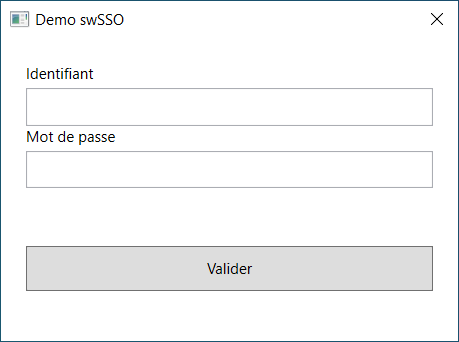 Demo swSSO
Identifiant
Mot de passe
Valider